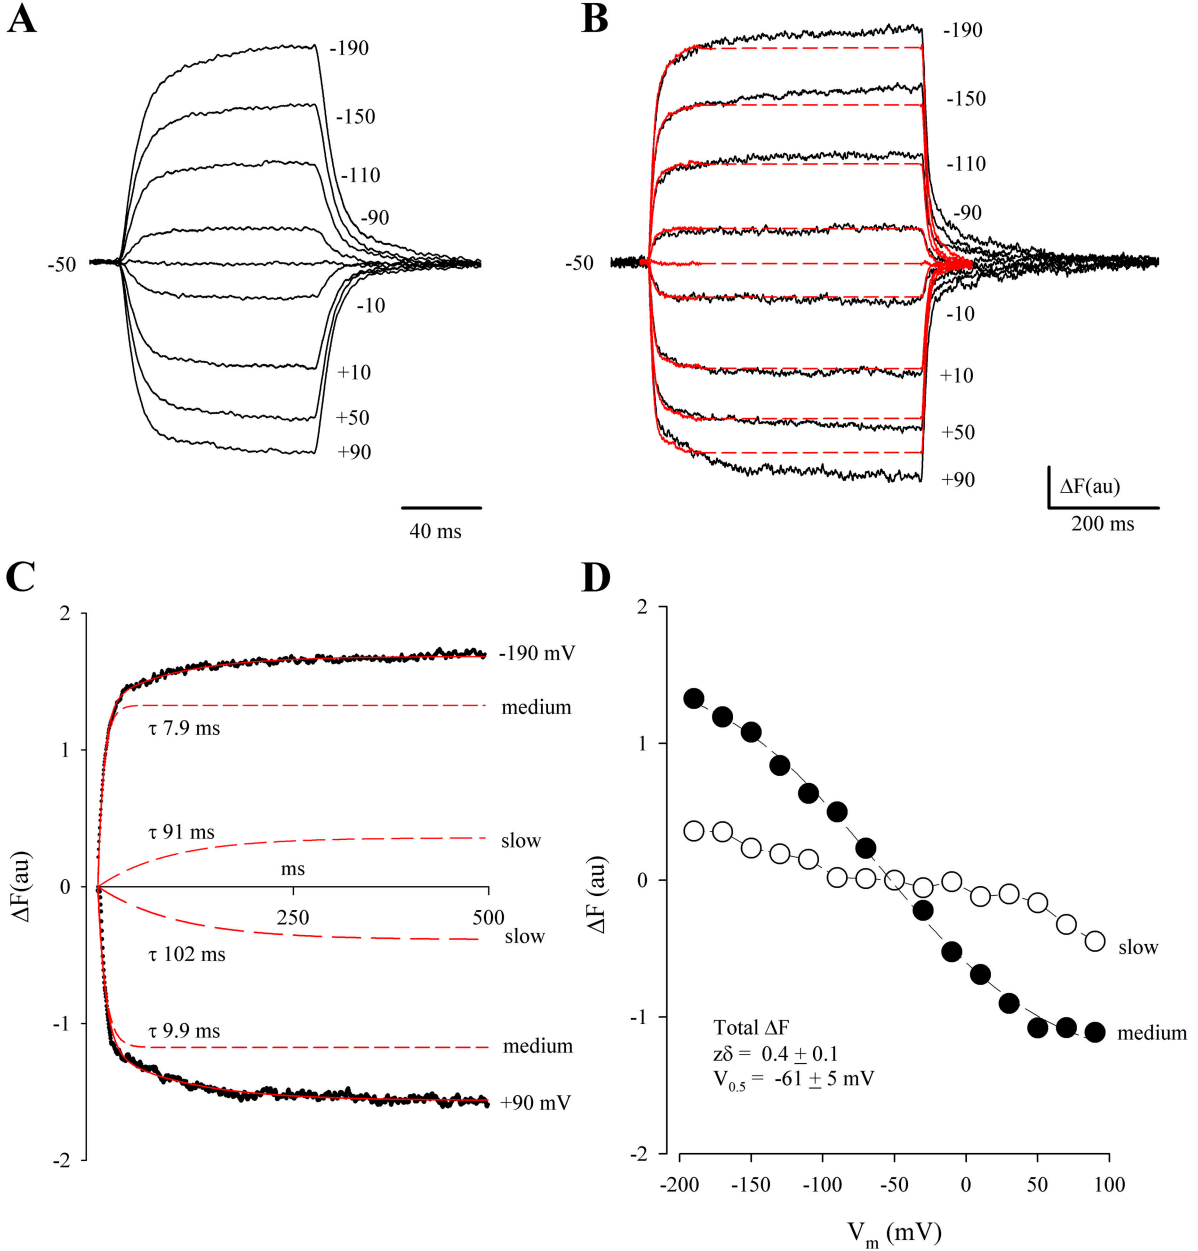 A
-190
-150
-110
-90
-50
-10
+10
+50
+90
40 ms
B
-190
-150
-110
-90
-50
-10
+10
+50
+90
ΔF(au)
200 ms
C
2
1
0
-1
-2
ΔF(au)
-190 mV
medium
τ 7.9 ms
τ 91 ms
slow
ms
250
500
slow
τ 102 ms
τ 9.9 ms
medium
+90 mV
D
2
1
0
-1
-2
ΔF (au)
slow
medium
Total ΔF
zδ = 0.4 ± 0.1
V0.5 = -61 ± 5 mV
-200 -150 -100 -50 0 50 100
Vm (mV)